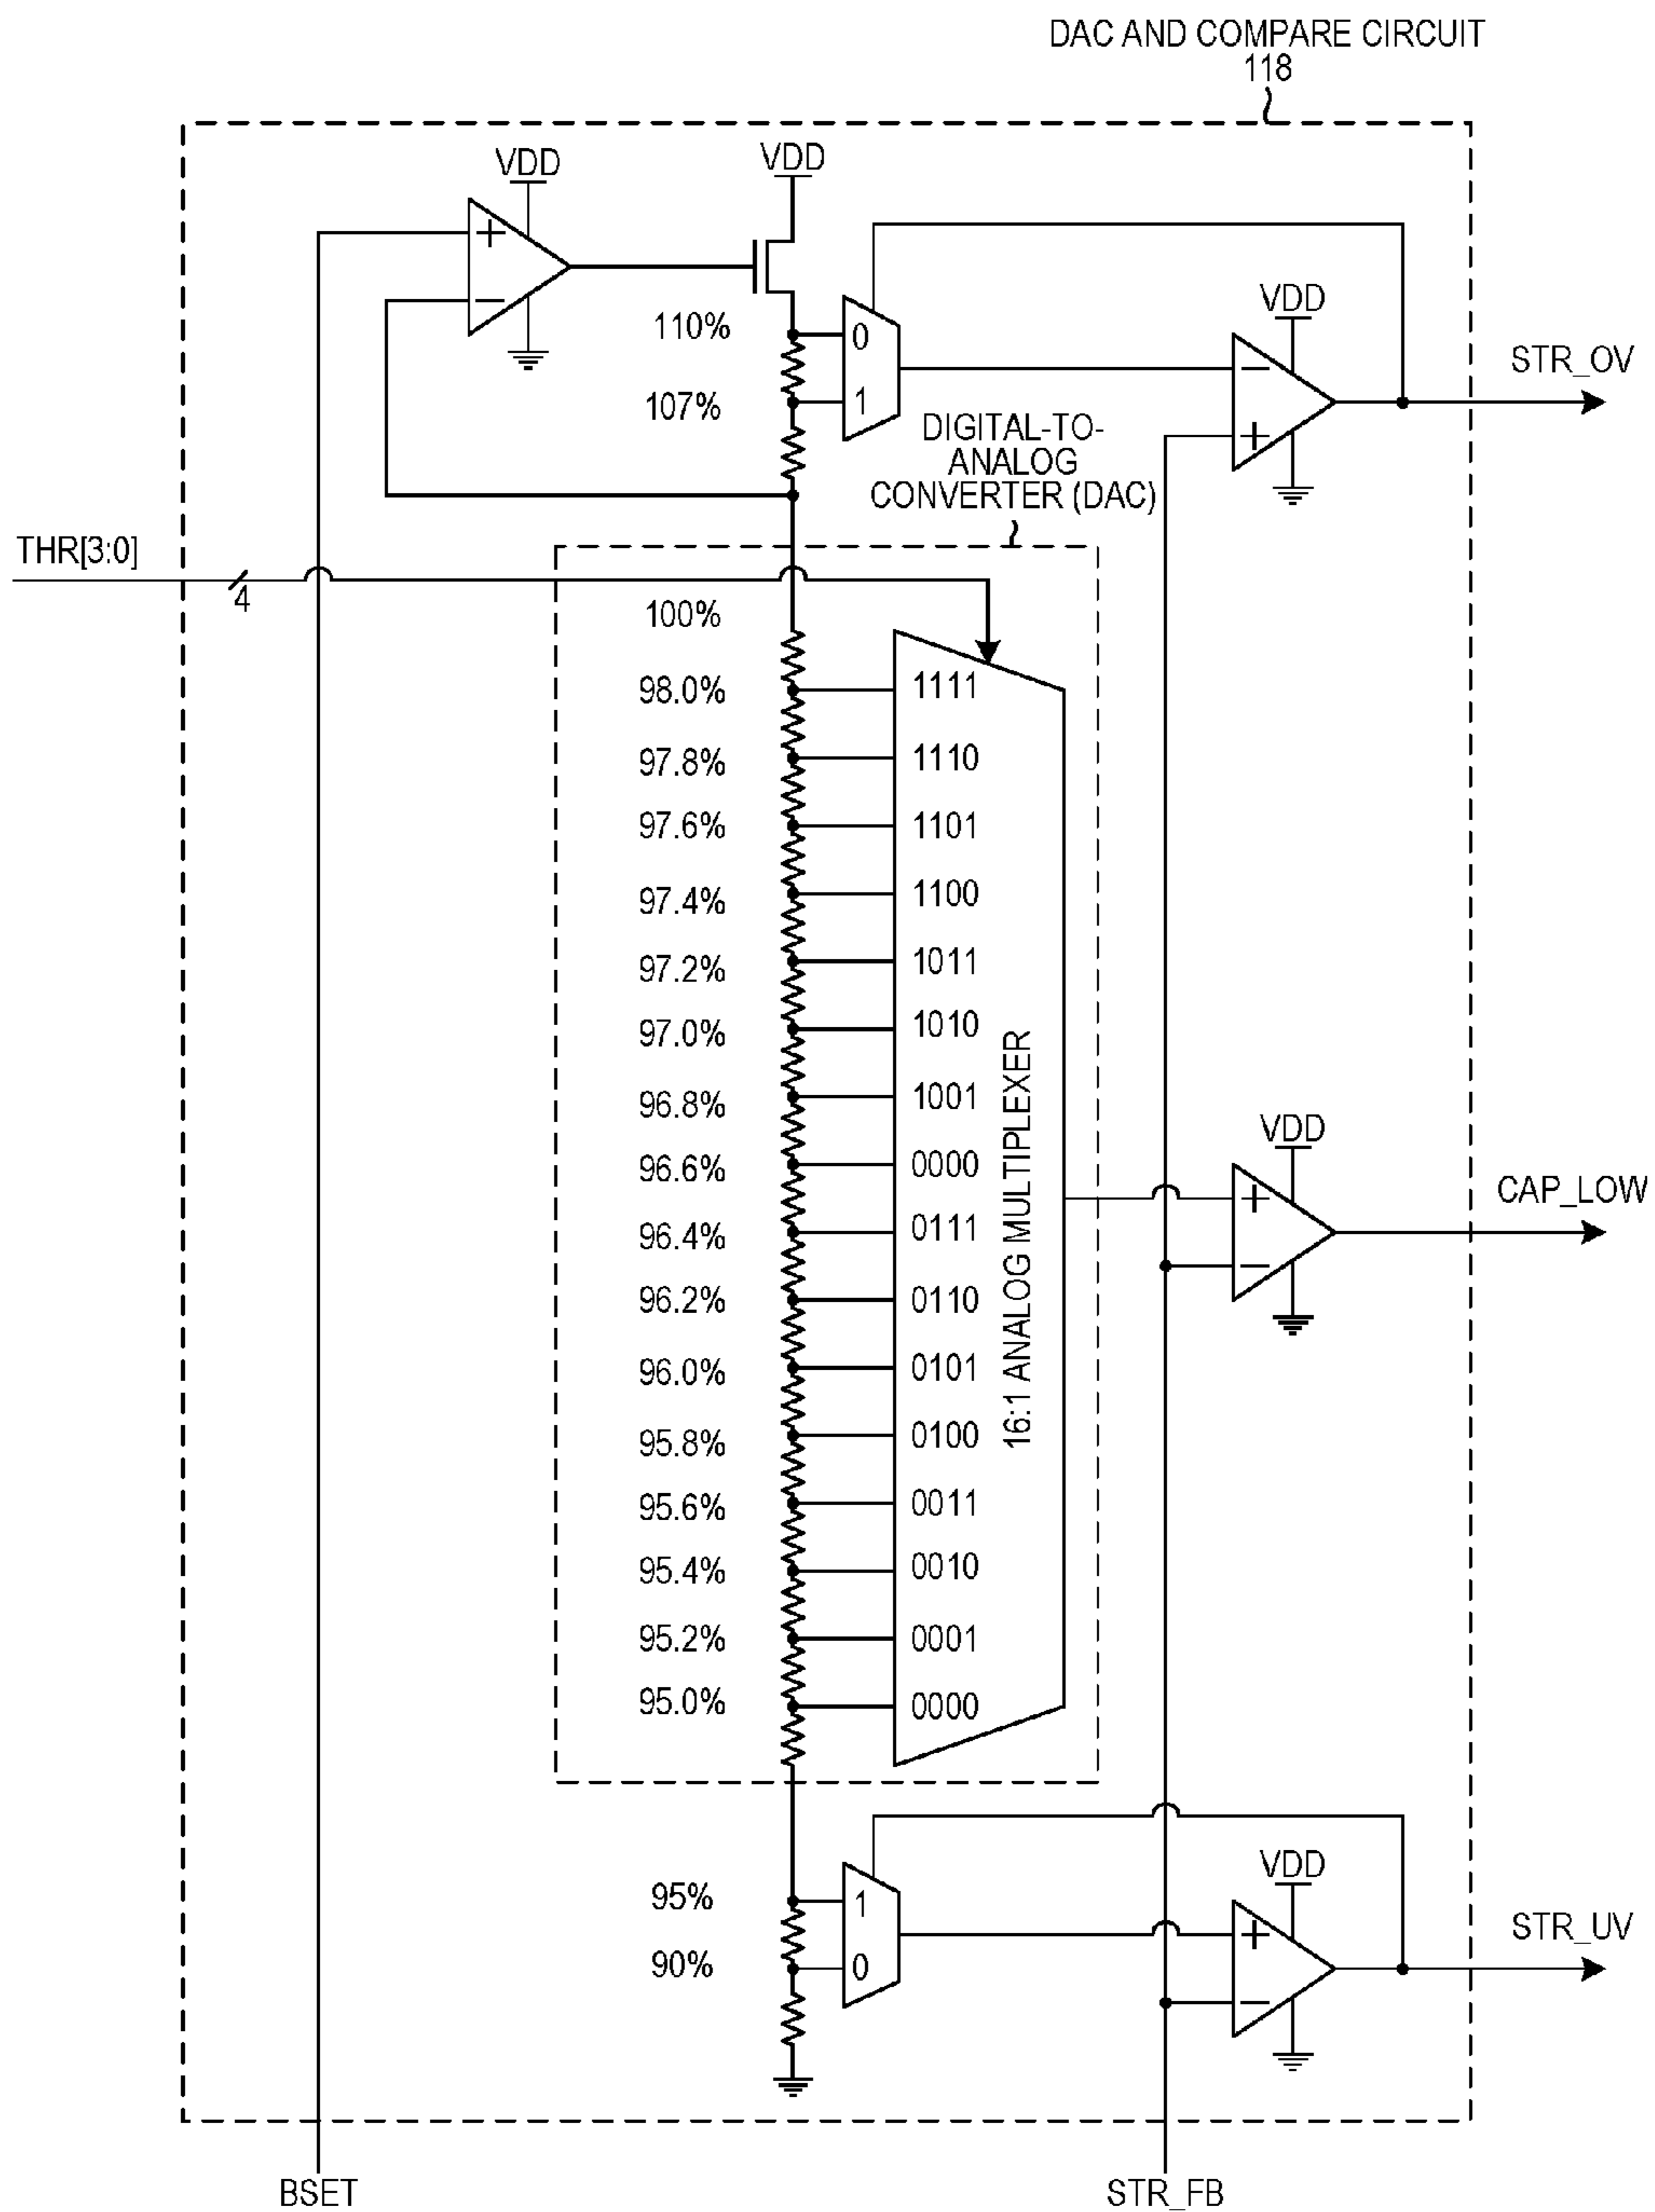 DAC AND COMPARE CIRCUIT
118
VDD
VDD
+
−
110%
0
107%
1
VDD
−
+
STR_OV
DIGITAL-TO-
ANALOG
CONVERTER (DAC)
THR[3:0]
4
100%
98.0% 1111
97.8% 1110
97.6% 1101
97.4% 1100
97.2% 1011
97.0% 1010
96.8% 1001
96.6% 0000
96.4% 0111
96.2% 0110
96.0% 0101
95.8% 0100
95.6% 0011
95.4% 0010
95.2% 0001
95.0% 0000
16:1 ANALOG MULTIPLEXER
VDD
+
−
CAP_LOW
95% 1
90% 0
VDD
+
−
STR_UV
BSET
STR_FB